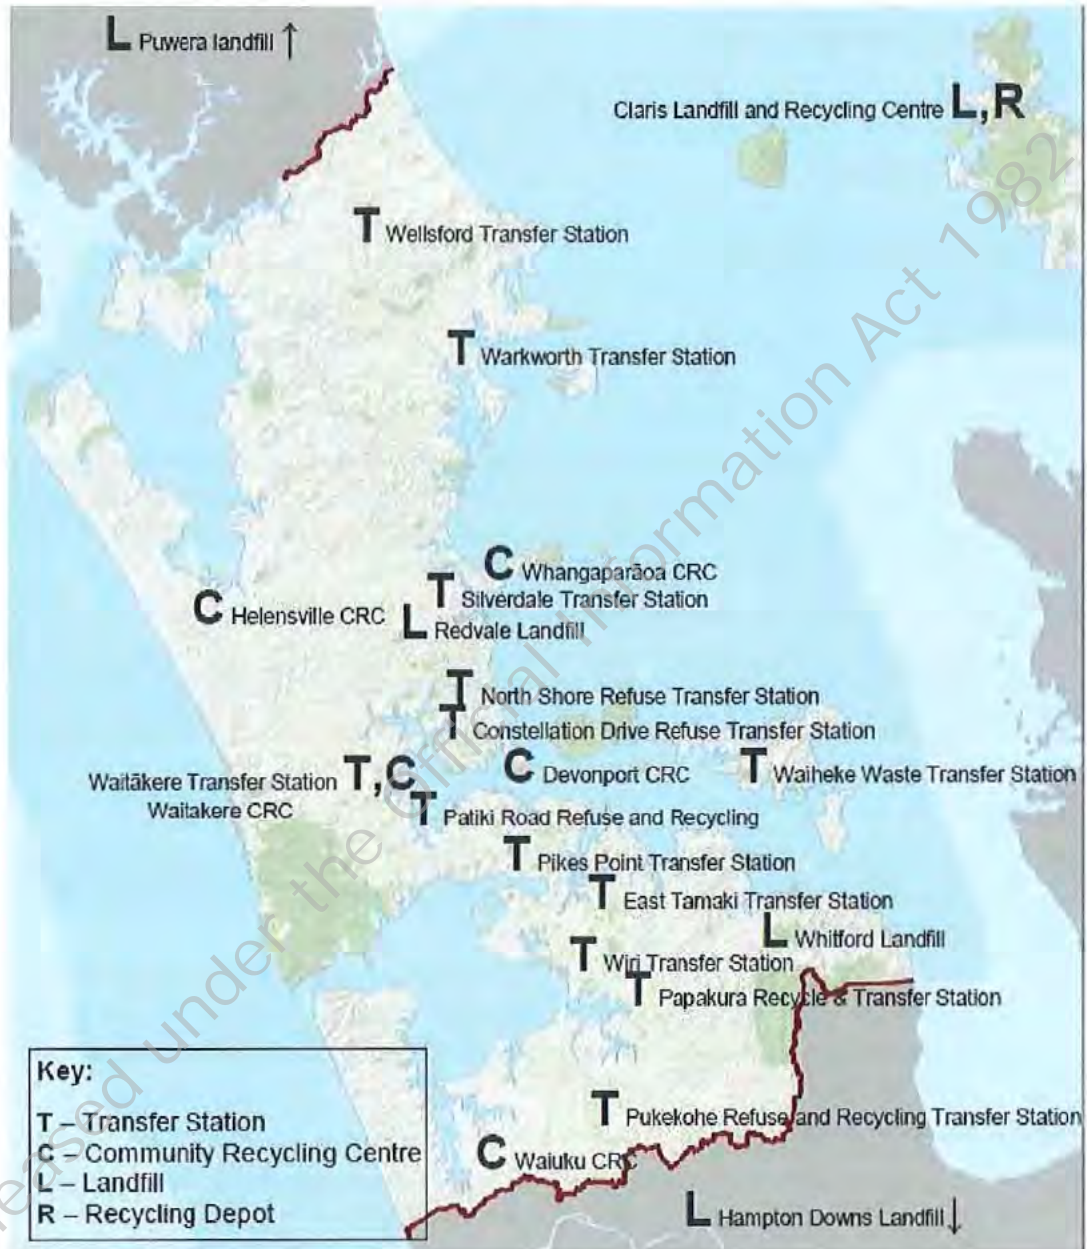 L Puwera landfill ↑
Claris Landfill and Recycling Centre L,R
T Wellsford Transfer Station
T Warkworth Transfer Station
C Whangaparāoa CRC
T Silverdale Transfer Station
C Helensville CRC
L Redvale Landfill
T North Shore Refuse Transfer Station
T Constellation Drive Refuse Transfer Station
C Devonport CRC
T Waiheke Waste Transfer Station
Waitākere Transfer Station T,C
Waitakere CRC
T Patiki Road Refuse and Recycling
T Pikes Point Transfer Station
T East Tamaki Transfer Station
L Whitford Landfill
T Wiri Transfer Station
T Papakura Recycle & Transfer Station
T Pukekohe Refuse and Recycling Transfer Station
C Waiuku CRC
L Hampton Downs Landfill ↓
Key:
T – Transfer Station
C – Community Recycling Centre
L – Landfill
R – Recycling Depot
Released under the Official Information Act 1982